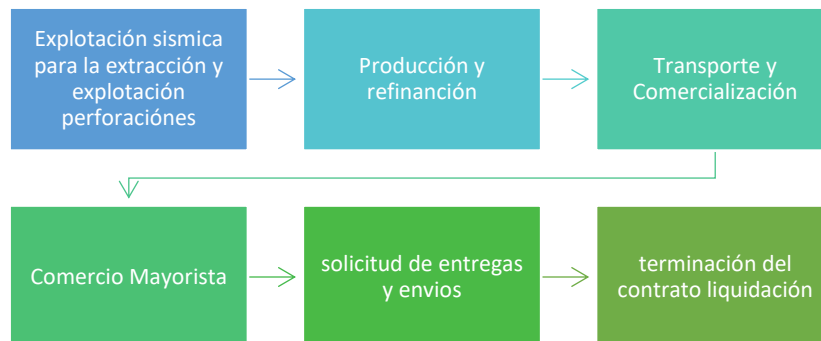 Explotación sismica
para la extracción y
explotación
perforaciónes
Producción y
refinanción
Transporte y
Comercialización
Comercio Mayorista
solicitud de entregas
y envios
terminación del
contrato liquidación